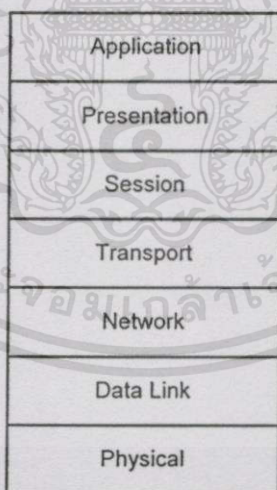 Application
Presentation
Session
Transport
Network
Data Link
Physical